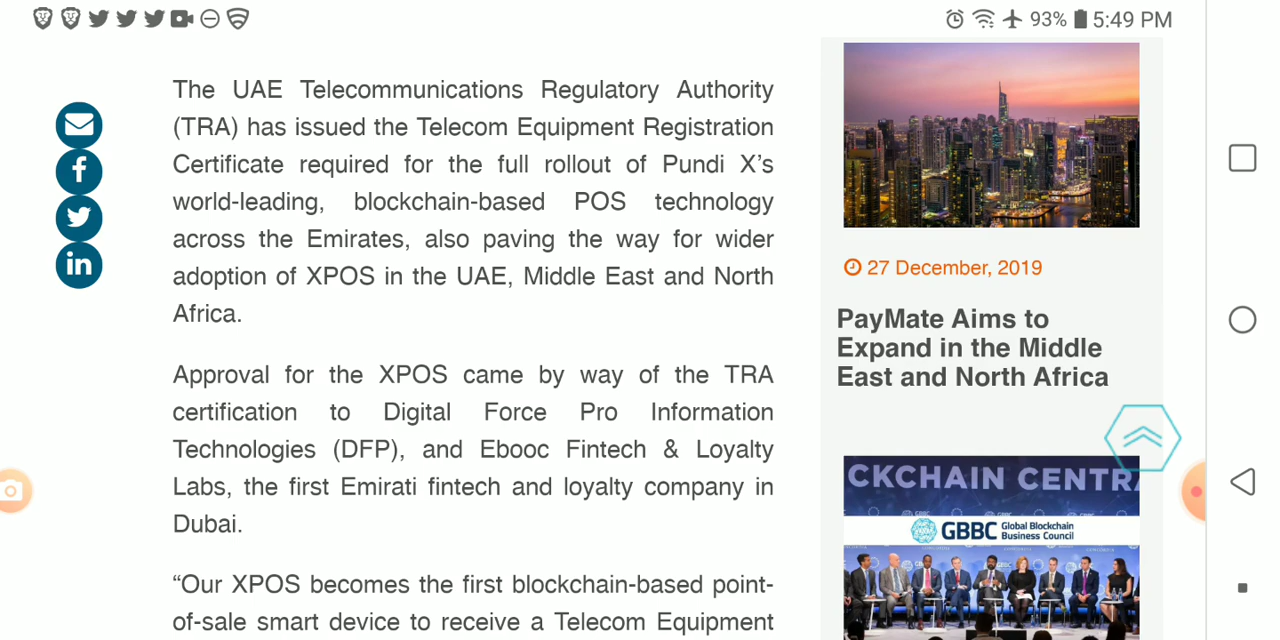 93% 5:49 PM
The UAE Telecommunications Regulatory Authority
(TRA) has issued the Telecom Equipment Registration
Certificate required for the full rollout of Pundi X’s
world-leading, blockchain-based POS technology
across the Emirates, also paving the way for wider
adoption of XPOS in the UAE, Middle East and North
Africa.
Approval for the XPOS came by way of the TRA
certification to Digital Force Pro Information
Technologies (DFP), and Ebooc Fintech & Loyalty
Labs, the first Emirati fintech and loyalty company in
Dubai.
“Our XPOS becomes the first blockchain-based point-
of-sale smart device to receive a Telecom Equipment
27 December, 2019
PayMate Aims to
Expand in the Middle
East and North Africa
CKCHAIN CENTRA
GBBC Global Blockchain
Business Council